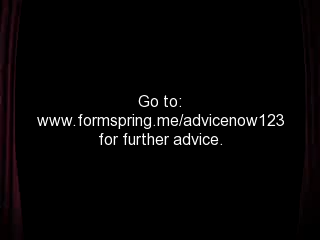 Go to:
www.formspring.me/advicenow123
for further advice.